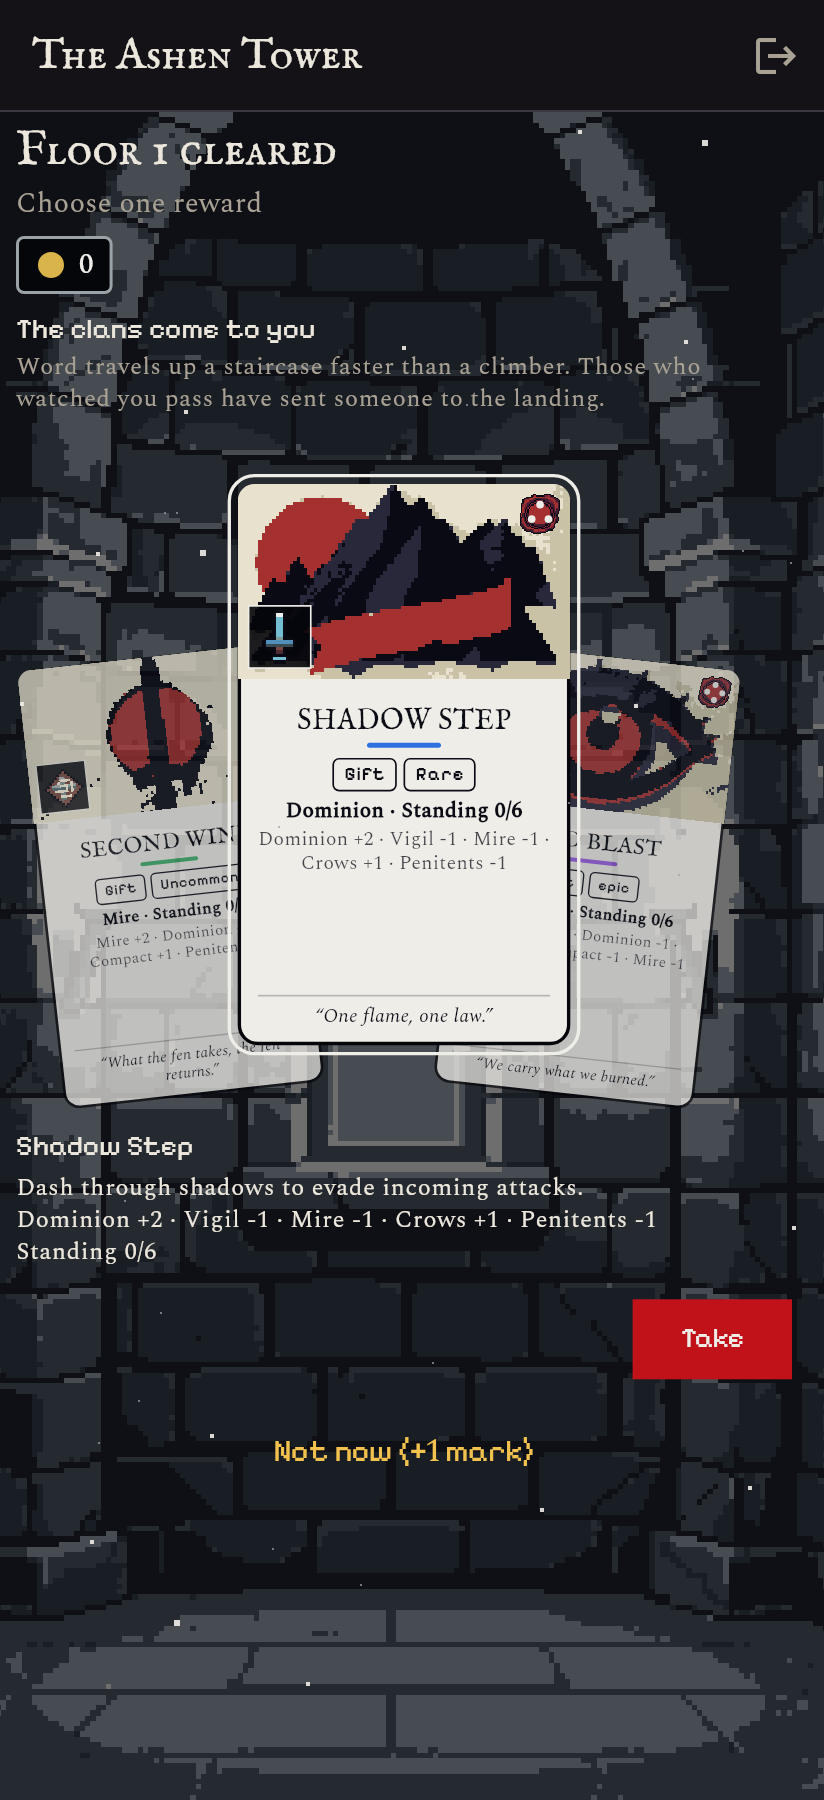 The Ashen Tower
Floor 1 cleared
Choose one reward
0
The clans come to you
Word travels up a staircase faster than a climber. Those who
watched you pass have sent someone to the landing.
SHADOW STEP
Gift Rare
Dominion · Standing 0/6
Dominion +2 · Vigil -1 · Mire -1 ·
Crows +1 · Penitents -1
“One flame, one law.”
SECOND WIN
Gift Uncommon
Mire · Standing 0/
Mire +2 · Dominion
Compact +1 · Peniten
“What the fen takes, the fen
returns.”
BLAST
epic
· Standing 0/6
· Dominion -1 ·
pact -1 · Mire -1
“We carry what we burned.”
Shadow Step
Dash through shadows to evade incoming attacks.
Dominion +2 · Vigil -1 · Mire -1 · Crows +1 · Penitents -1
Standing 0/6
Take
Not now (+1 mark)